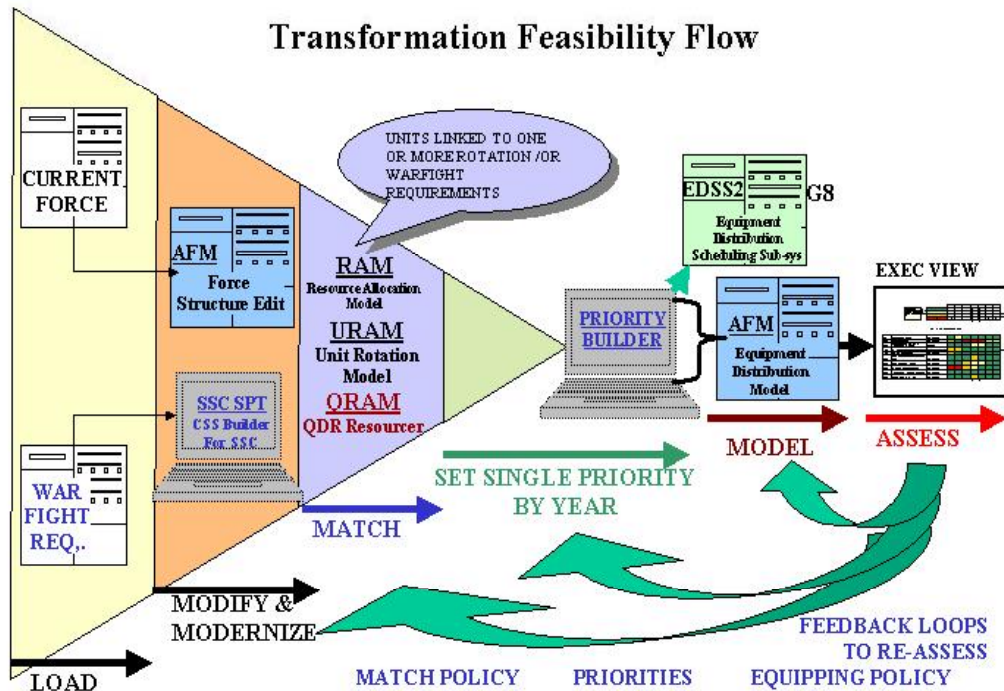 Transformation Feasibility Flow
UNITS LINKED TO ONE
OR MORE ROTATION /OR
WARFIGHT
REQUIREMENTS
CURRENT
FORCE
AFM
Force
Structure Edit
RAM
Resource Allocation
Model
URAM
Unit Rotation
Model
QRAM
QDR Resourcer
SSC SPT
CSS Builder
For SSC
WAR
FIGHT
REQ,.
EDSS2
G8
Equipment
Distribution
Scheduling Sub-sys
PRIORITY
BUILDER
AFM
Equipment
Distribution
Model
EXEC VIEW
LOAD
MODIFY &
MODERNIZE
MATCH
SET SINGLE PRIORITY
BY YEAR
MODEL
ASSESS
MATCH POLICY
PRIORITIES
EQUIPPING POLICY
FEEDBACK LOOPS
TO RE-ASSESS